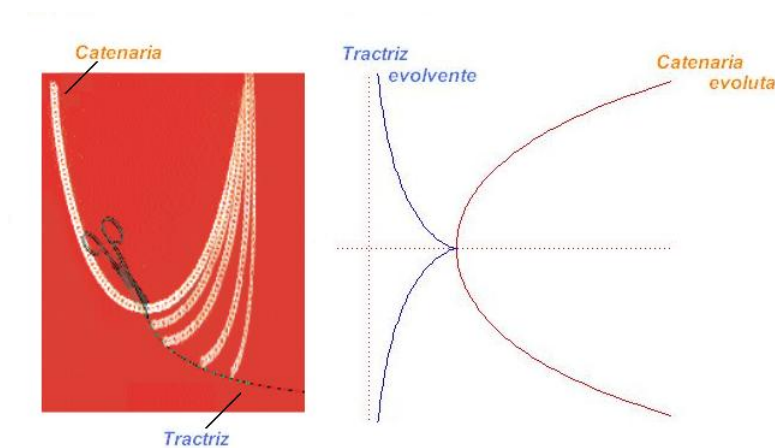 Catenaria
Tractriz
Tractriz
evolvente
Catenaria
evoluta